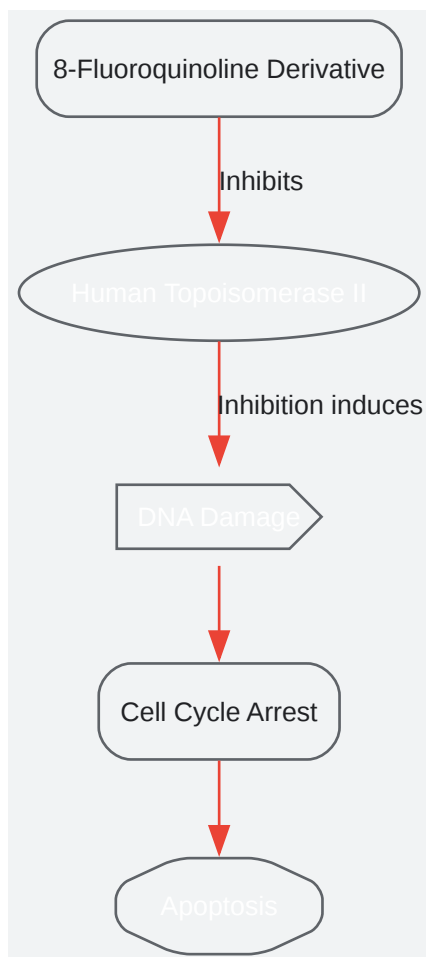 8-Fluoroquinoline Derivative
Inhibits
Human Topoisomerase II
Inhibition induces
DNA Damage
Cell Cycle Arrest
Apoptosis